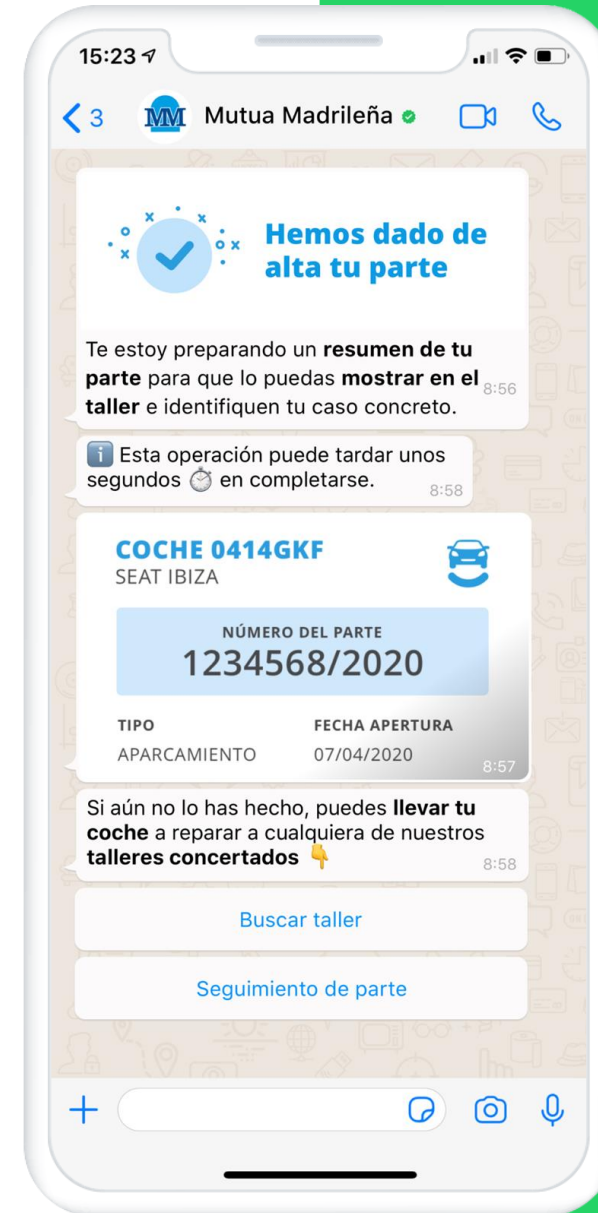 15:23
3 MM Mutua Madrileña
Hemos dado de
alta tu parte
Te estoy preparando un resumen de tu
parte para que lo puedas mostrar en el
taller e identifiquen tu caso concreto.
8:56
i Esta operación puede tardar unos
segundos ⏱ en completarse.
8:58
COCHE 0414GKF
SEAT IBIZA
NÚMERO DEL PARTE
1234568/2020
TIPO FECHA APERTURA
APARCAMIENTO 07/04/2020
8:57
Si aún no lo has hecho, puedes llevar tu
coche a reparar a cualquiera de nuestros
talleres concertados 👇
8:58
Buscar taller
Seguimiento de parte